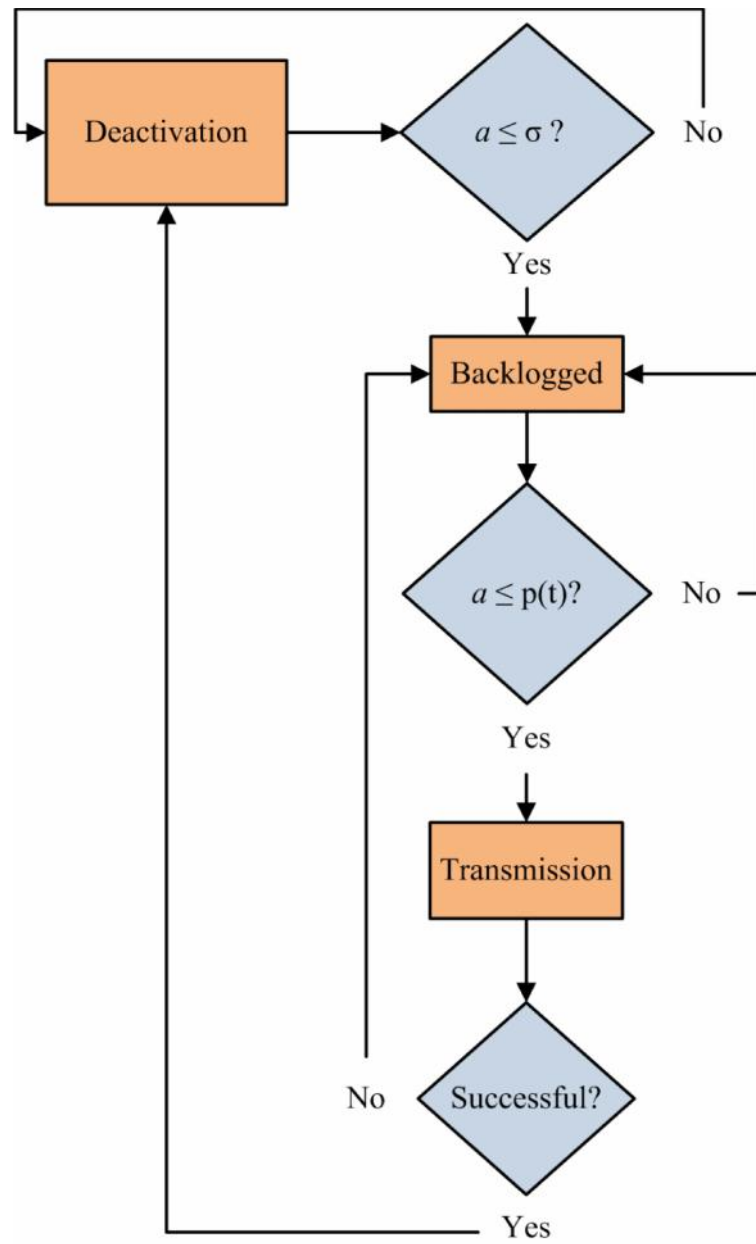 Deactivation
a ≤ σ ?
No
Yes
Backlogged
a ≤ p(t)?
No
Yes
Transmission
No
Successful?
Yes